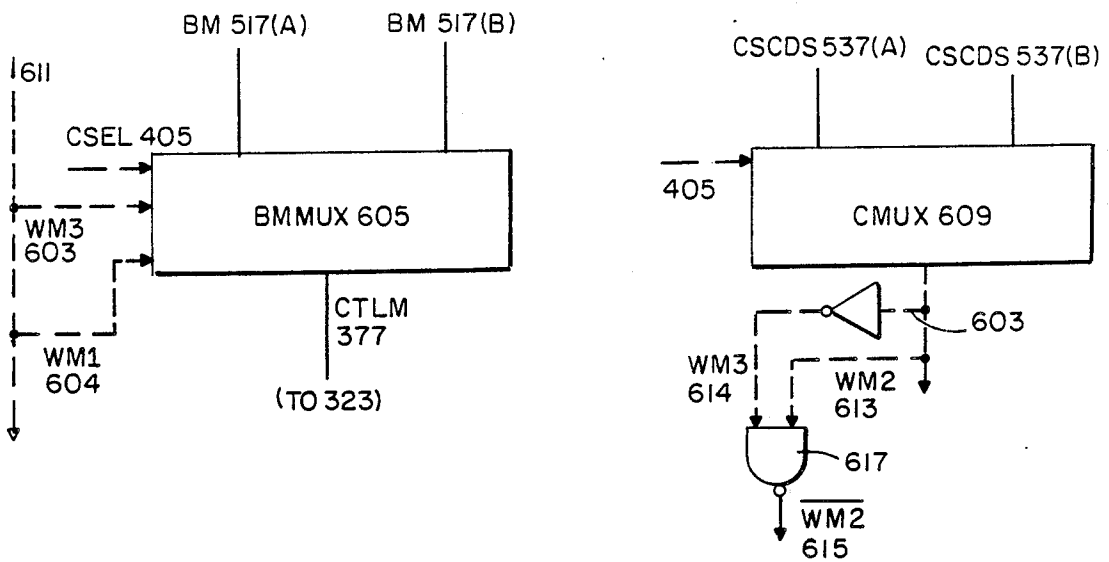 BM 517(A)
BM 517(B)
611
CSEL 405
WM3
603
BMMUX 605
WM1
604
CTLM
377
(TO 323)
CSCDS 537(A)
CSCDS 537(B)
405
CMUX 609
603
WM3
614
WM2
613
617
WM2
615